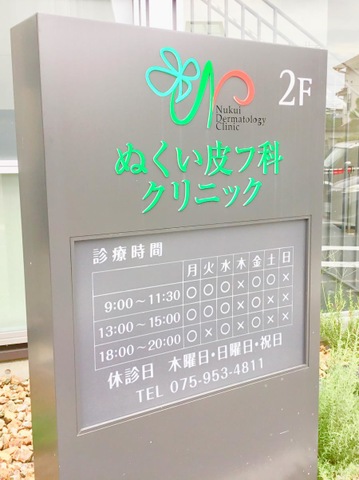 Nukui
Dermatology
Clinic
2F
ぬくい皮フ科
クリニック
診療時間
月 火 水 木 金 土 日
9:00～11:30 ○ ○ ○ × ○ ○ ×
13:00～15:00
18:00～20:00
休診日 木曜日・日曜日・祝日
TEL 075-953-4811